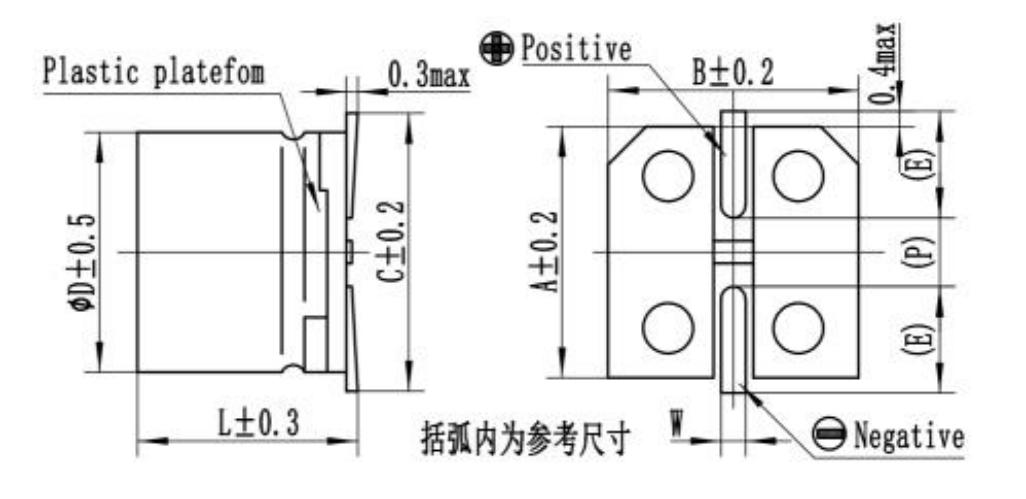 Plastic platefom
0.3max
ΦD±0.5
C±0.2
L±0.3
括弧内为参考尺寸
Positive
B±0.2
0.4max
A±0.2
(E)
(P)
(E)
W
Negative